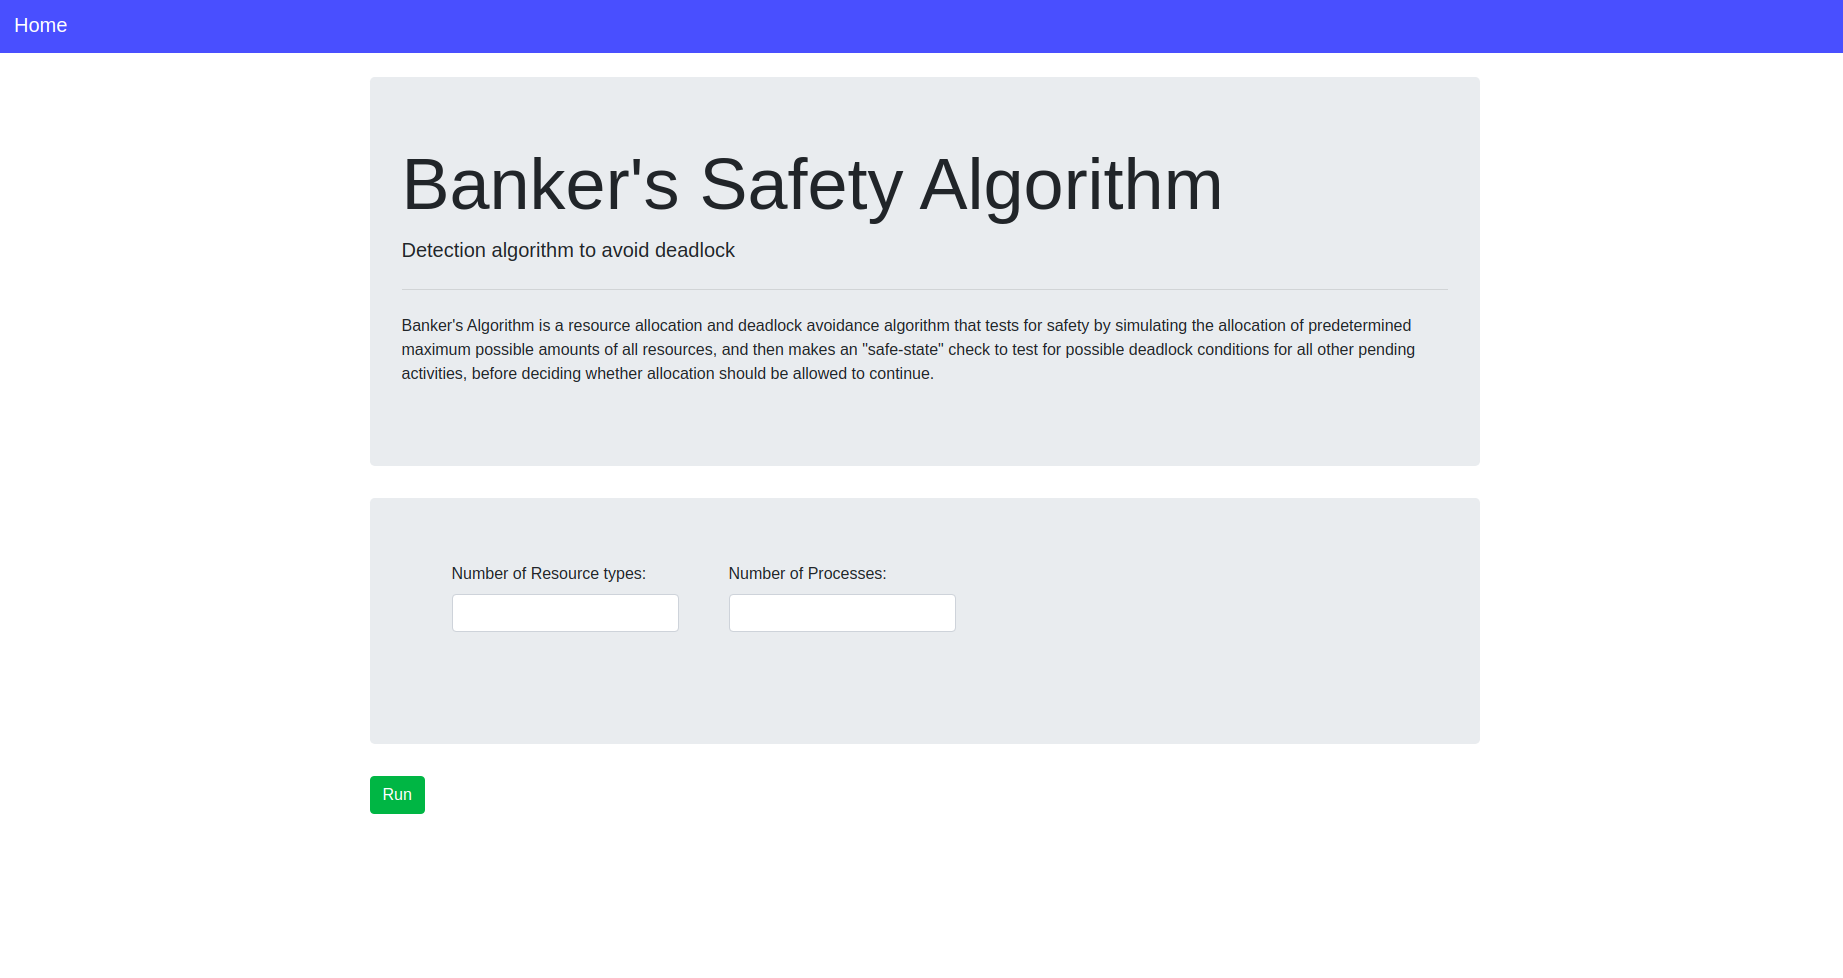 Home
Banker's Safety Algorithm
Detection algorithm to avoid deadlock
Banker's Algorithm is a resource allocation and deadlock avoidance algorithm that tests for safety by simulating the allocation of predetermined
maximum possible amounts of all resources, and then makes an "safe-state" check to test for possible deadlock conditions for all other pending
activities, before deciding whether allocation should be allowed to continue.
Number of Resource types: Number of Processes:
Run